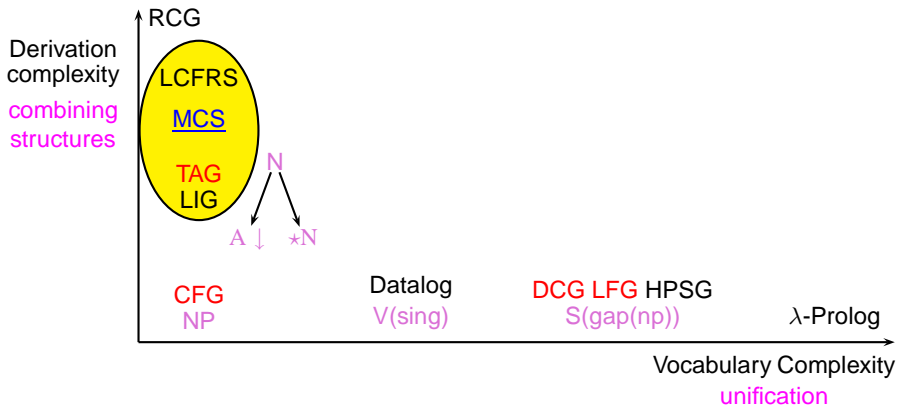 RCG
Derivation
complexity
combining
structures
LCFRS
MCS
TAG
LIG
N
A ↓ ⋆N
CFG
NP
Datalog
V(sing)
DCG LFG HPSG
S(gap(np))
λ-Prolog
Vocabulary Complexity
unification